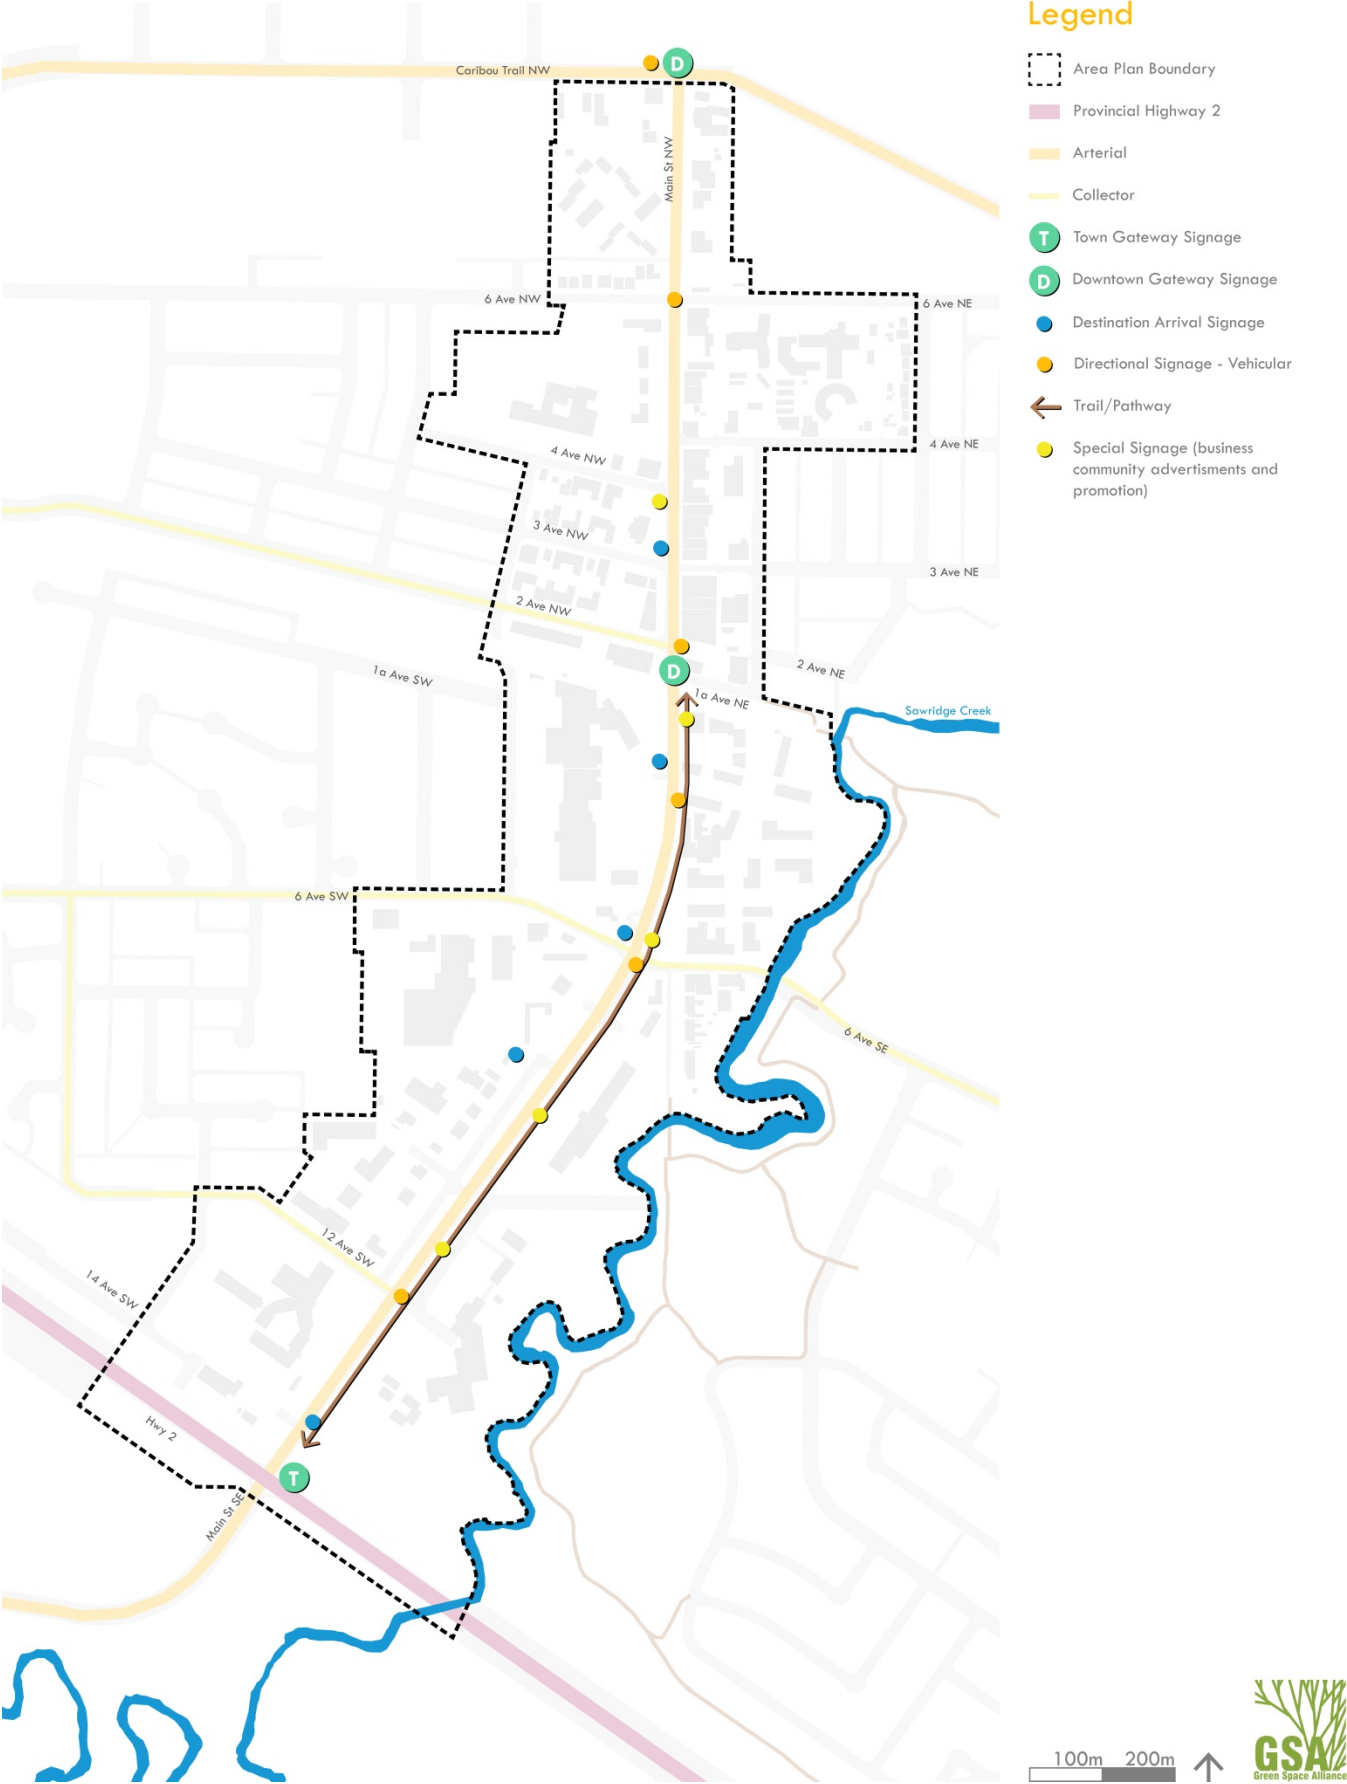 Legend
Area Plan Boundary
Provincial Highway 2
Arterial
Collector
T Town Gateway Signage
D Downtown Gateway Signage
Destination Arrival Signage
Directional Signage - Vehicular
Trail/Pathway
Special Signage (business
community advertisments and
promotion)
Caribou Trail NW
D
Main St NW
6 Ave NW
6 Ave NE
4 Ave NW
4 Ave NE
3 Ave NW
3 Ave NE
2 Ave NW
2 Ave NE
D
1a Ave SW
1a Ave NE
Sawridge Creek
6 Ave SW
6 Ave SE
12 Ave SW
14 Ave SW
Hwy 2
T
Main St SE
100m 200m
GSA
Green Space Alliance